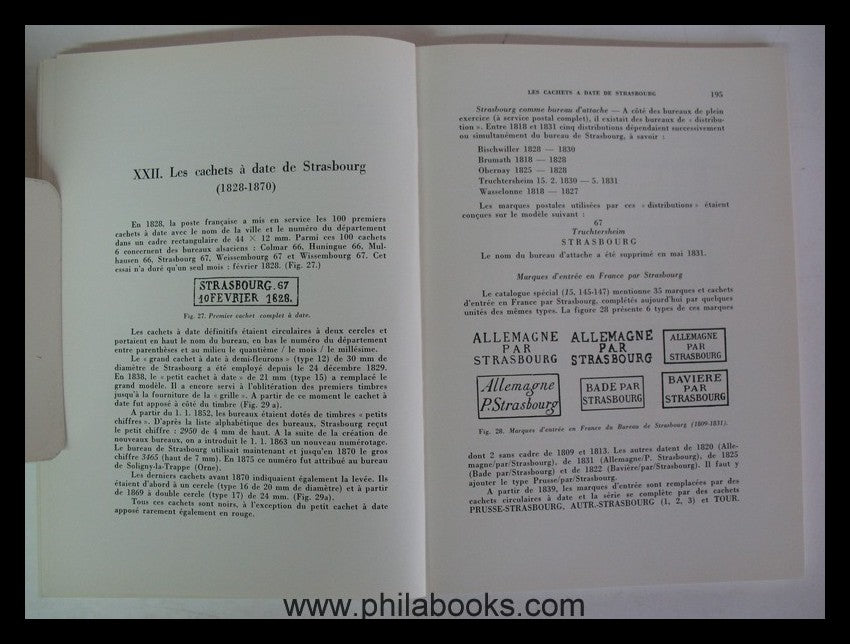 XXII. Les cachets à date de Strasbourg
(1828-1870)
En 1828, la poste française a mis en service les 100 premiers
cachets à date avec le nom de la ville et le numéro du département
dans un cadre rectangulaire de 44 × 12 mm. Parmi ces 100 cachets
6 concernent des bureaux alsaciens : Colmar 66, Huningue 66, Mul-
hausen 66, Strasbourg 67, Weissembourg 67 et Wissembourg 67. Cet
essai n'a duré qu'un seul mois : février 1828. (Fig. 27.)
STRASBOURG.67
10 FEVRIER 1828.
Fig. 27. Premier cachet complet à date.
Les cachets à date définitifs étaient circulaires à deux cercles et
portaient en haut le nom du bureau, en bas le numéro du département
entre parenthèses et au milieu le quantième / le mois / le millésime.
Le « grand cachet à date à demi-fleurons » (type 12) de 30 mm de
diamètre de Strasbourg a été employé depuis le 24 décembre 1829.
En 1838, le « petit cachet à date » de 21 mm (type 15) a remplacé le
grand modèle. Il a encore servi à l'oblitération des premiers timbres
jusqu'à la fourniture de la « grille ». A partir de ce moment le cachet à
date fut apposé à côté du timbre (Fig. 29 a).
A partir du 1. 1. 1852, les bureaux étaient dotés de timbres « petits
chiffres ». D'après la liste alphabétique des bureaux, Strasbourg reçut
le petit chiffre : 2950 de 4 mm de haut. A la suite de la création de
nouveaux bureaux, on a introduit le 1. 1. 1863 un nouveau numérotage.
Le bureau de Strasbourg utilisait maintenant et jusqu'en 1870 le gros
chiffre 3465 (haut de 7 mm). En 1875 ce numéro fut attribué au bureau
de Soligny-la-Trappe (Orne).
Les derniers cachets avant 1870 indiquaient également la levée. Ils
étaient d'abord à un cercle (type 16 de 20 mm de diamètre) et à partir
de 1869 à double cercle (type 17) de 24 mm. (Fig. 29a).
Tous ces cachets sont noirs, à l'exception du petit cachet à date
apposé rarement également en rouge.
LES CACHETS A DATE DE STRASBOURG 195
Strasbourg comme bureau d'attache — A côté des bureaux de plein
exercice (à service postal complet), il existait des bureaux de « distribu-
tion ». Entre 1818 et 1831 cinq distributions dépendaient successivement
ou simultanément du bureau de Strasbourg, à savoir :
Bischwiller 1828 — 1830
Brumath 1818 — 1828
Obernay 1825 — 1828
Truchtersheim 15. 2. 1830 — 5. 1831
Wasselonne 1818 — 1827
Les marques postales utilisées par ces « distributions » étaient
conçues sur le modèle suivant :
67
Truchtersheim
STRASBOURG
Le nom du bureau d'attache a été supprimé en mai 1831.
Marques d'entrée en France par Strasbourg
Le catalogue spécial (15, 145-147) mentionne 35 marques et cachets
d'entrée en France par Strasbourg, complétés aujourd'hui par quelques
unités des mêmes types. La figure 28 présente 6 types de ces marques
ALLEMAGNE
PAR
STRASBOURG
ALLEMAGNE
PAR
STRASBOURG
ALLEMAGNE
PAR
STRASBOURG
Allemagne
P.Strasbourg
BADE PAR
STRASBOURG
BAVIERE
PAR
STRASBOURG
Fig. 28. Marques d'entrée en France du Bureau de Strasbourg (1809-1831).
dont 2 sans cadre de 1809 et 1813. Les autres datent de 1820 (Alle-
magne/par/Strasbourg), de 1831 (Allemagne/P. Strasbourg), de 1825
(Bade par/Strasbourg) et de 1822 (Bavière/par/Strasbourg). Il faut y
ajouter le type Prusse/par/Strasbourg.
A partir de 1839, les marques d'entrée sont remplacées par des
cachets circulaires à date et la série se complète par des cachets
PRUSSE-STRASBOURG, AUTR.-STRASBOURG (1, 2, 3) et TOUR.
www.philabooks.com